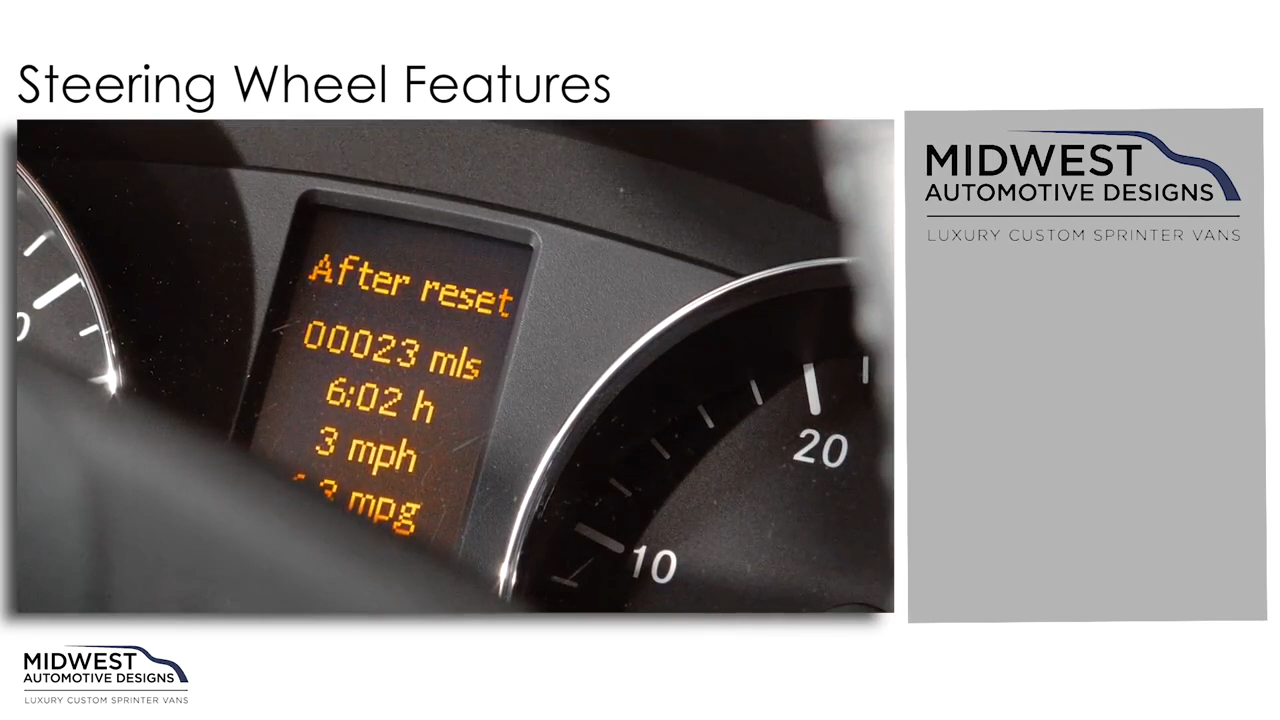 Steering Wheel Features
After reset
00023 mls
6:02 h
3 mph
3 mpg
20
10
MIDWEST
AUTOMOTIVE DESIGNS
LUXURY CUSTOM SPRINTER VANS
MIDWEST
AUTOMOTIVE DESIGNS
LUXURY CUSTOM SPRINTER VANS